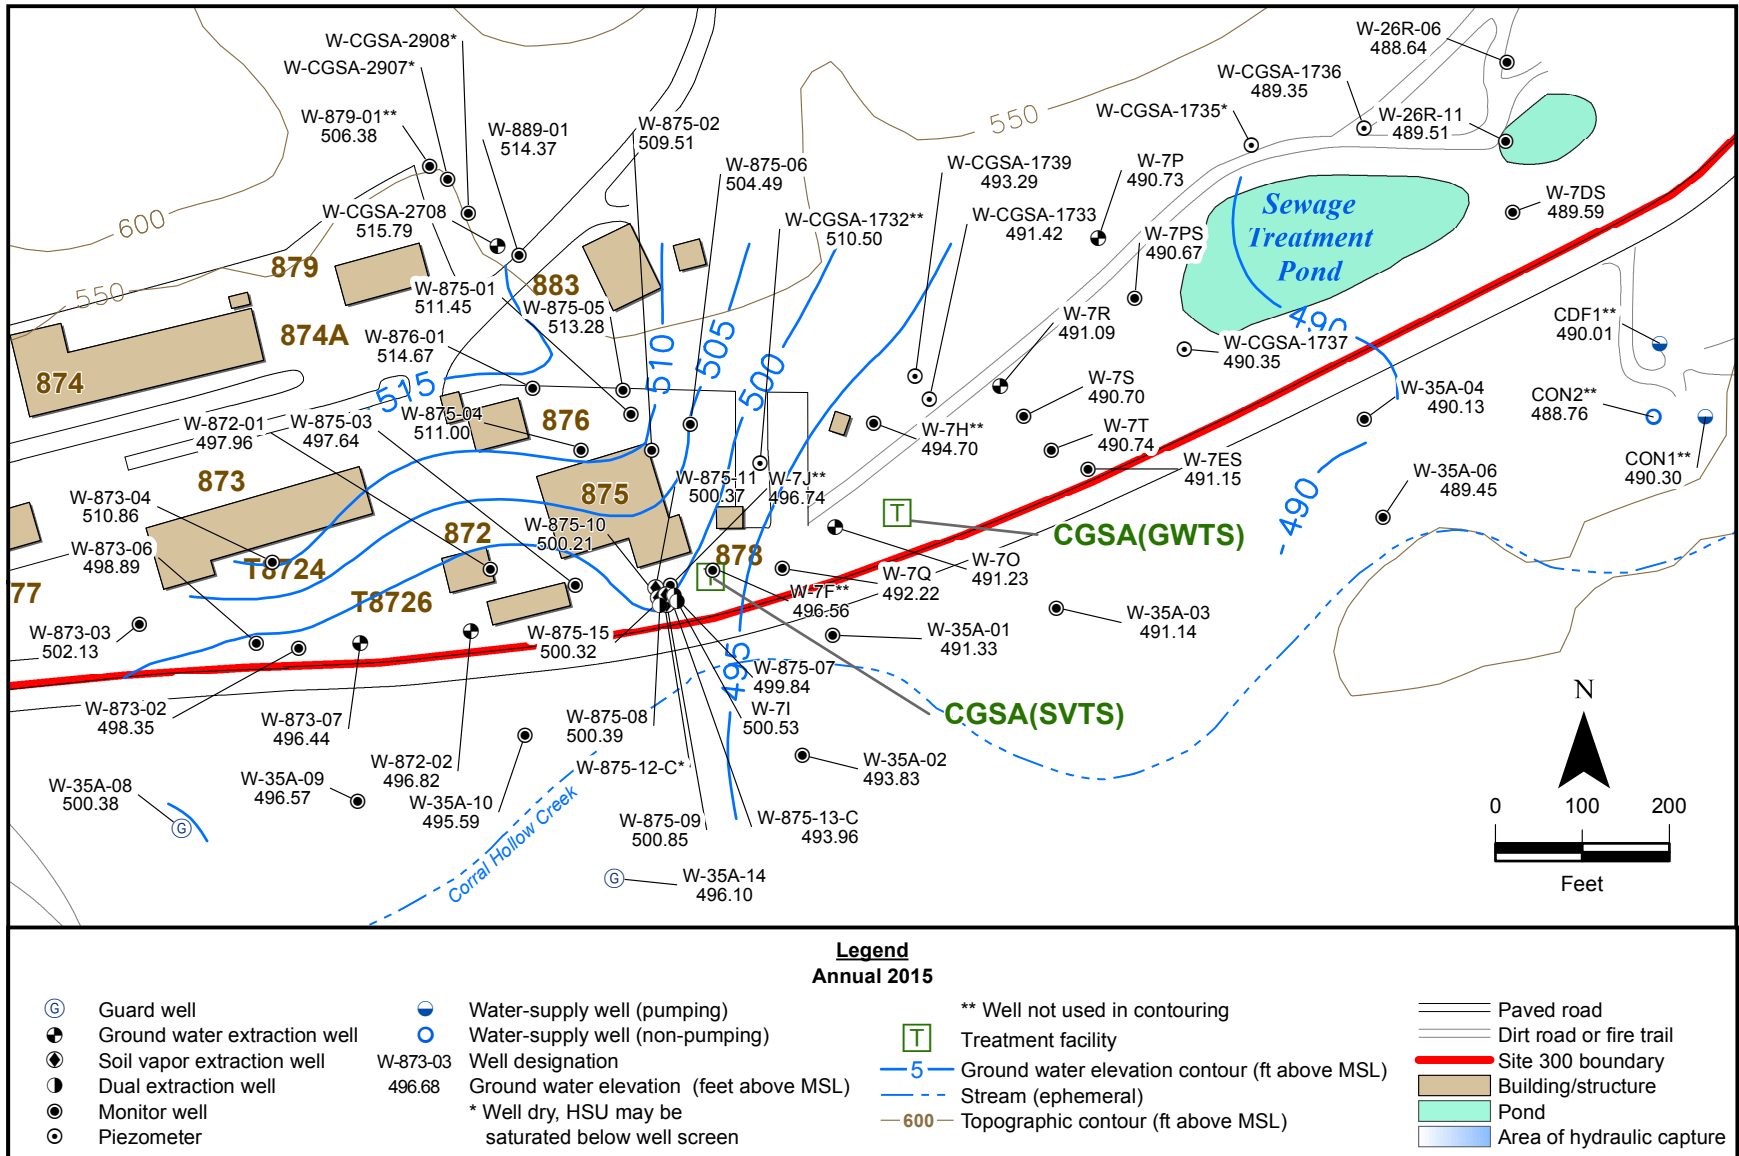 W-CGSA-2908*
W-CGSA-2907*
W-879-01**
506.38
W-889-01
514.37
W-875-02
509.51
W-875-06
504.49
W-CGSA-1732**
510.50
W-CGSA-1739
493.29
W-CGSA-1733
491.42
550
W-CGSA-1735*
W-CGSA-1736
489.35
W-26R-06
488.64
W-26R-11
489.51
W-7P
490.73
W-7PS
490.67
W-7DS
489.59
Sewage
Treatment
Pond
600
550
W-CGSA-2708
515.79
879
883
W-875-01
511.45
W-875-05
513.28
874A
W-876-01
514.67
874
515
510
505
500
W-7R
491.09
490
W-CGSA-1737
490.35
CDF1**
490.01
W-7S
490.70
W-35A-04
490.13
CON2**
488.76
W-872-01
497.96
W-875-03
497.64
W-875-04
511.00
876
W-7H**
494.70
W-7T
490.74
W-7ES
491.15
W-35A-06
489.45
CON1**
490.30
873
W-873-04
510.86
875
W-875-11
500.37
W-7J**
496.74
490
872
W-875-10
500.21
878
T
CGSA(GWTS)
W-873-06
498.89
T8724
77
T8726
T
W-7O
491.23
W-7Q
492.22
W-7F**
496.56
W-35A-03
491.14
W-873-03
502.13
W-875-15
500.32
W-35A-01
491.33
495
W-875-07
499.84
CGSA(SVTS)
W-873-02
498.35
W-873-07
496.44
W-875-08
500.39
W-7I
500.53
W-872-02
496.82
W-875-12-C*
W-35A-02
493.83
W-35A-08
500.38
G
W-35A-09
496.57
W-35A-10
495.59
W-875-09
500.85
W-875-13-C
493.96
Corral Hollow Creek
G
W-35A-14
496.10
N
0 100 200
Feet
Legend
Annual 2015
G Guard well
Ground water extraction well
Soil vapor extraction well
Dual extraction well
Monitor well
Piezometer
Water-supply well (pumping)
Water-supply well (non-pumping)
W-873-03 Well designation
496.68 Ground water elevation (feet above MSL)
* Well dry, HSU may be
saturated below well screen
** Well not used in contouring
T Treatment facility
5 Ground water elevation contour (ft above MSL)
Stream (ephemeral)
600 Topographic contour (ft above MSL)
Paved road
Dirt road or fire trail
Site 300 boundary
Building/structure
Pond
Area of hydraulic capture